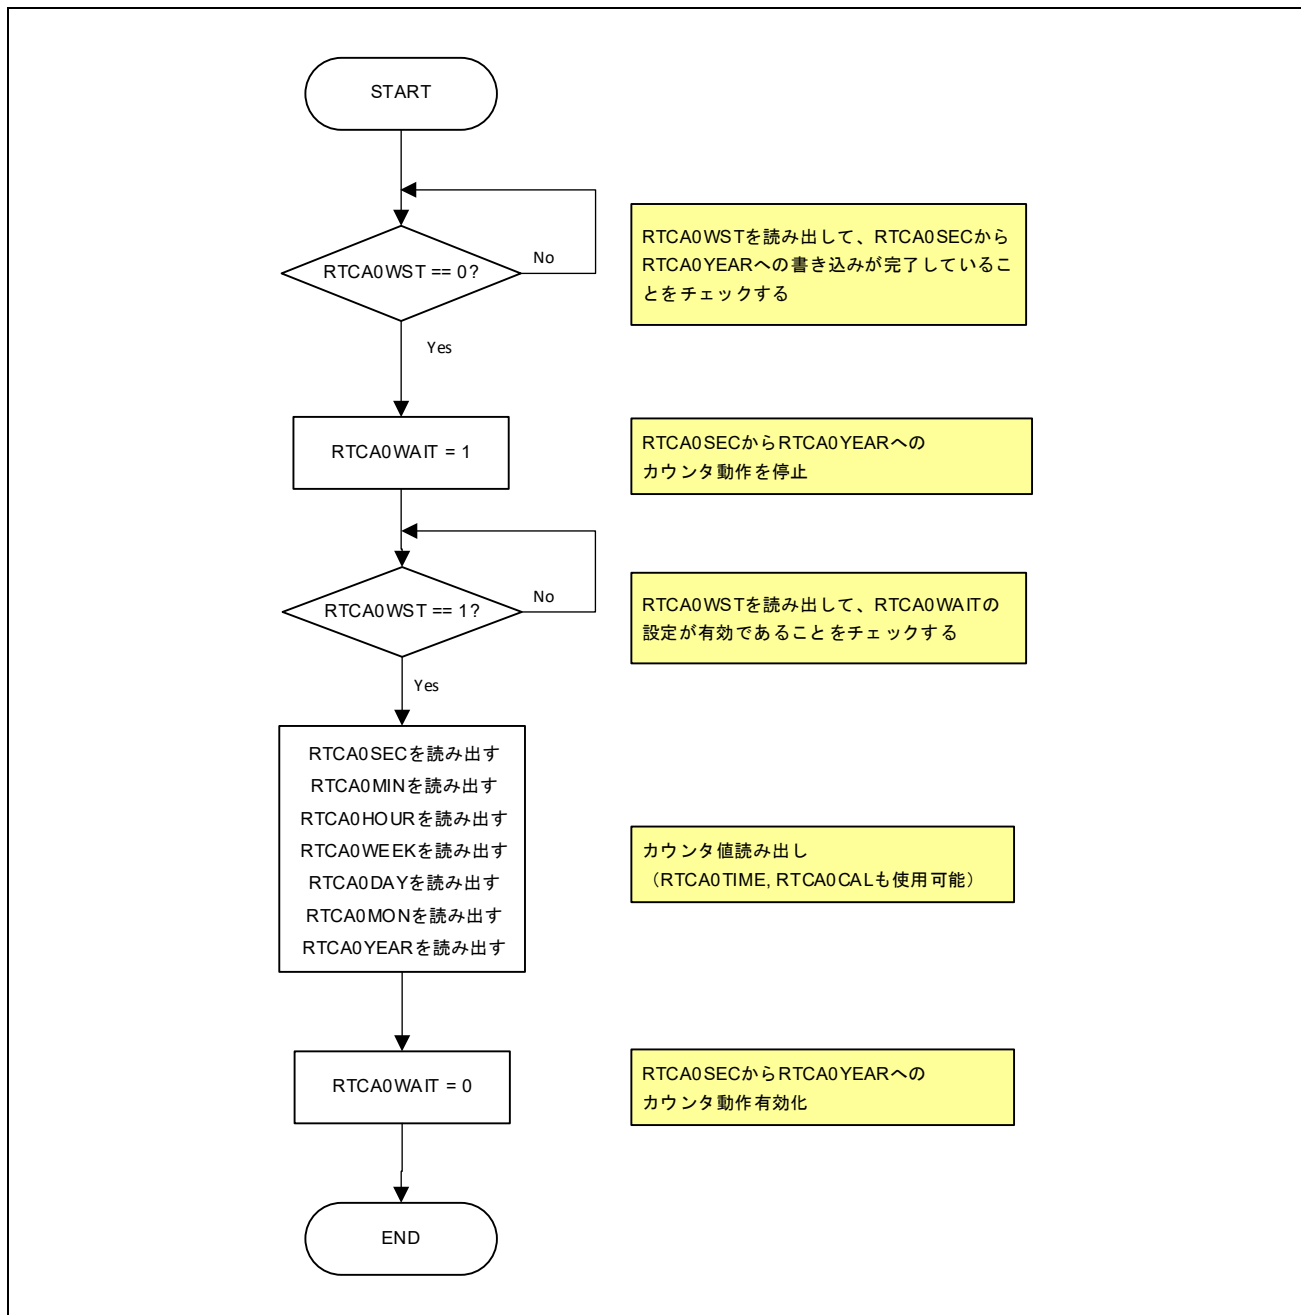 START
RTCA0WST == 0?
No
RTCA0WSTを読み出して、RTCA0SECから
RTCA0YEARへの書き込みが完了しているこ
とをチェックする
Yes
RTCA0WAIT = 1
RTCA0SECからRTCA0YEARへの
カウンタ動作を停止
RTCA0WST == 1?
No
RTCA0WSTを読み出して、RTCA0WAITの
設定が有効であることをチェックする
Yes
RTCA0SECを読み出す
RTCA0MINを読み出す
RTCA0HOURを読み出す
RTCA0WEEKを読み出す
RTCA0DAYを読み出す
RTCA0MONを読み出す
RTCA0YEARを読み出す
カウンタ値読み出し
（RTCA0TIME, RTCA0CALも使用可能）
RTCA0WAIT = 0
RTCA0SECからRTCA0YEARへの
カウンタ動作有効化
END